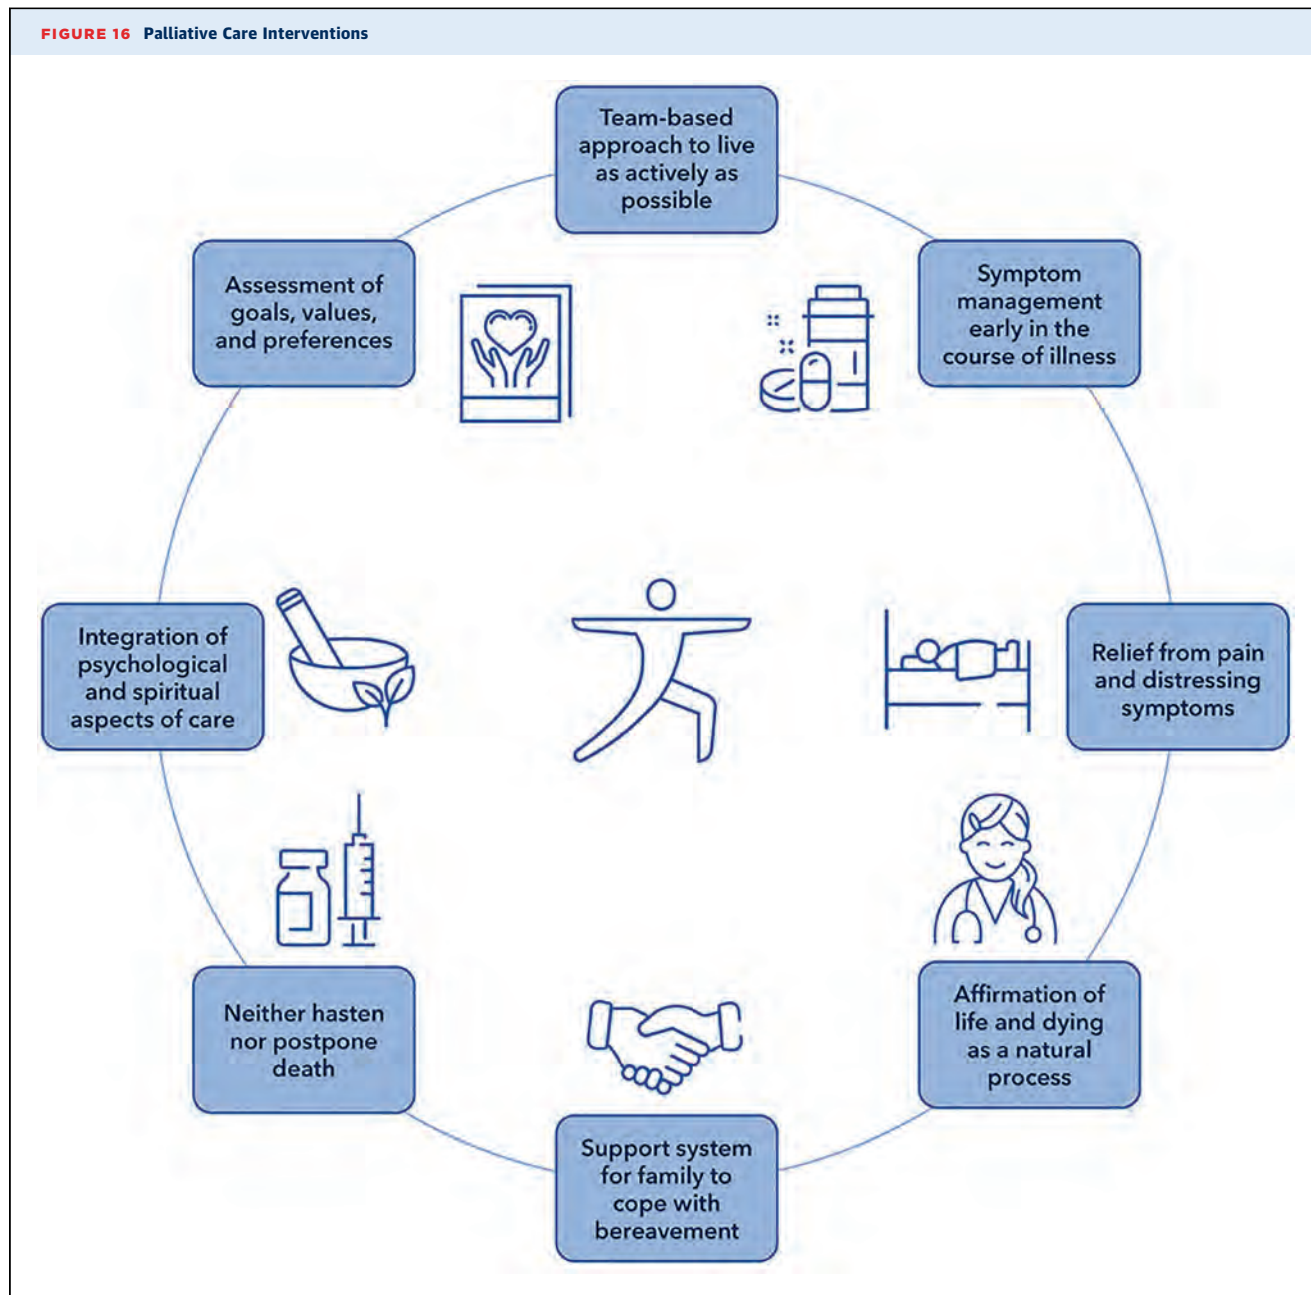 FIGURE 16 Palliative Care Interventions
Team-based
approach to live
as actively as
possible
Symptom
management
early in the
course of illness
Relief from pain
and distressing
symptoms
Affirmation of
life and dying
as a natural
process
Support system
for family to
cope with
bereavement
Neither hasten
nor postpone
death
Integration of
psychological
and spiritual
aspects of care
Assessment of
goals, values,
and preferences